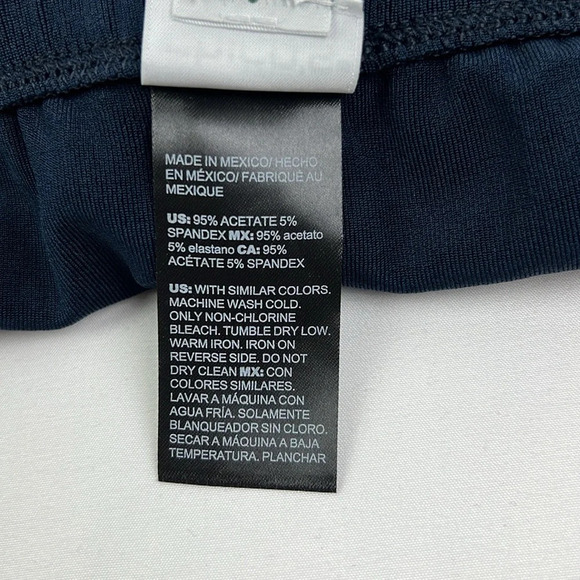 MADE IN MEXICO/ HECHO
EN MÉXICO/ FABRIQUÉ AU
MEXIQUE
US: 95% ACETATE 5%
SPANDEX MX: 95% acetato
5% elastano CA: 95%
ACÉTATE 5% SPANDEX
US: WITH SIMILAR COLORS.
MACHINE WASH COLD.
ONLY NON-CHLORINE
BLEACH. TUMBLE DRY LOW.
WARM IRON. IRON ON
REVERSE SIDE. DO NOT
DRY CLEAN MX: CON
COLORES SIMILARES.
LAVAR A MÁQUINA CON
AGUA FRÍA. SOLAMENTE
BLANQUEADOR SIN CLORO.
SECAR A MÁQUINA A BAJA
TEMPERATURA. PLANCHAR